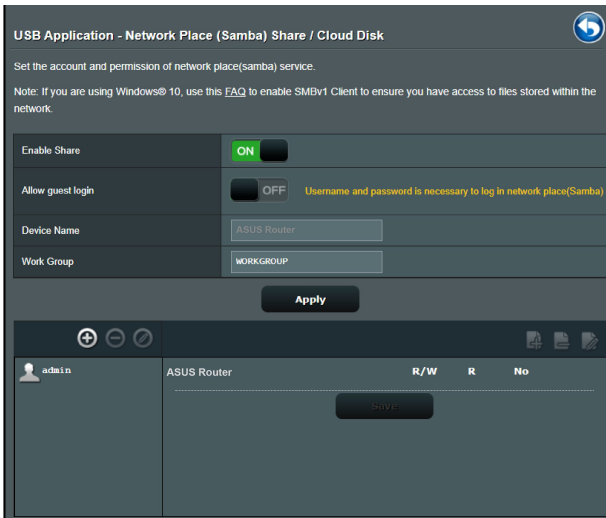 USB Application - Network Place (Samba) Share / Cloud Disk
Set the account and permission of network place(samba) service.
Note: If you are using Windows® 10, use this FAQ to enable SMBv1 Client to ensure you have access to files stored within the
network.
Enable Share
ON
Allow guest login
OFF
Username and password is necessary to log in network place(Samba)
Device Name
ASUS Router
Work Group
WORKGROUP
Apply
admin
ASUS Router R/W R No
Save